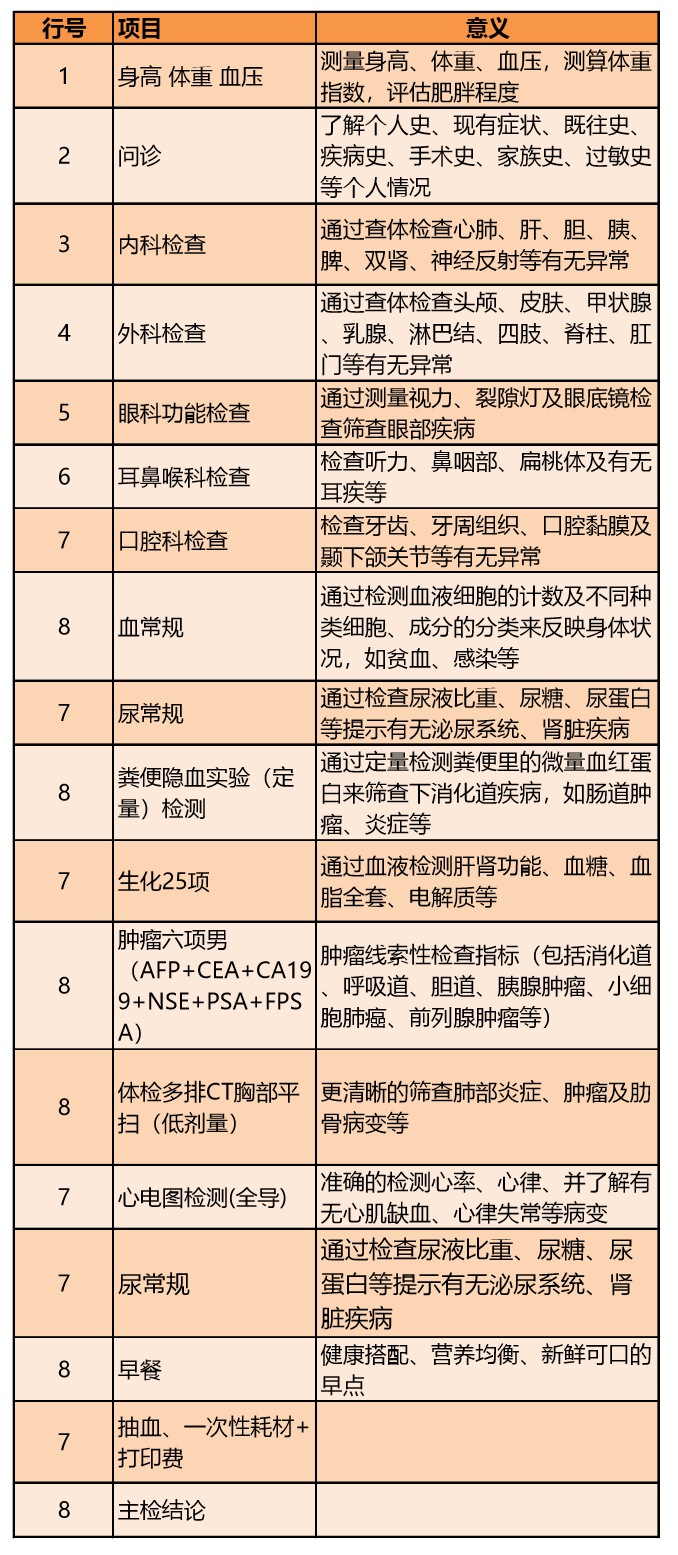 行号 项目 意义
1 身高 体重 血压
测量身高、体重、血压，测算体重
指数，评估肥胖程度
2 问诊
了解个人史、现有症状、既往史、
疾病史、手术史、家族史、过敏史
等个人情况
3 内科检查
通过查体检查心肺、肝、胆、胰、
脾、双肾、神经反射等有无异常
4 外科检查
通过查体检查头颅、皮肤、甲状腺
、乳腺、淋巴结、四肢、脊柱、肛
门等有无异常
5 眼科功能检查
通过测量视力、裂隙灯及眼底镜检
查筛查眼部疾病
6 耳鼻喉科检查
检查听力、鼻咽部、扁桃体及有无
耳疾等
7 口腔科检查
检查牙齿、牙周组织、口腔黏膜及
颞下颌关节等有无异常
8 血常规
通过检测血液细胞的计数及不同种
类细胞、成分的分类来反映身体状
况，如贫血、感染等
7 尿常规
通过检查尿液比重、尿糖、尿蛋白
等提示有无泌尿系统、肾脏疾病
8 粪便隐血实验（定
量）检测
通过定量检测粪便里的微量血红蛋
白来筛查下消化道疾病，如肠道肿
瘤、炎症等
7 生化25项
通过血液检测肝肾功能、血糖、血
脂全套、电解质等
8 肿瘤六项男
（AFP+CEA+CA19
9+NSE+PSA+FPS
A）
肿瘤线索性检查指标（包括消化道
、呼吸道、胆道、胰腺肿瘤、小细
胞肺癌、前列腺肿瘤等）
8 体检多排CT胸部平
扫（低剂量）
更清晰的筛查肺部炎症、肿瘤及肋
骨病变等
7 心电图检测(全导)
准确的检测心率、心律、并了解有
无心肌缺血、心律失常等病变
7 尿常规
通过检查尿液比重、尿糖、尿
蛋白等提示有无泌尿系统、肾
脏疾病
8 早餐
健康搭配、营养均衡、新鲜可口的
早点
7 抽血、一次性耗材+
打印费
8 主检结论